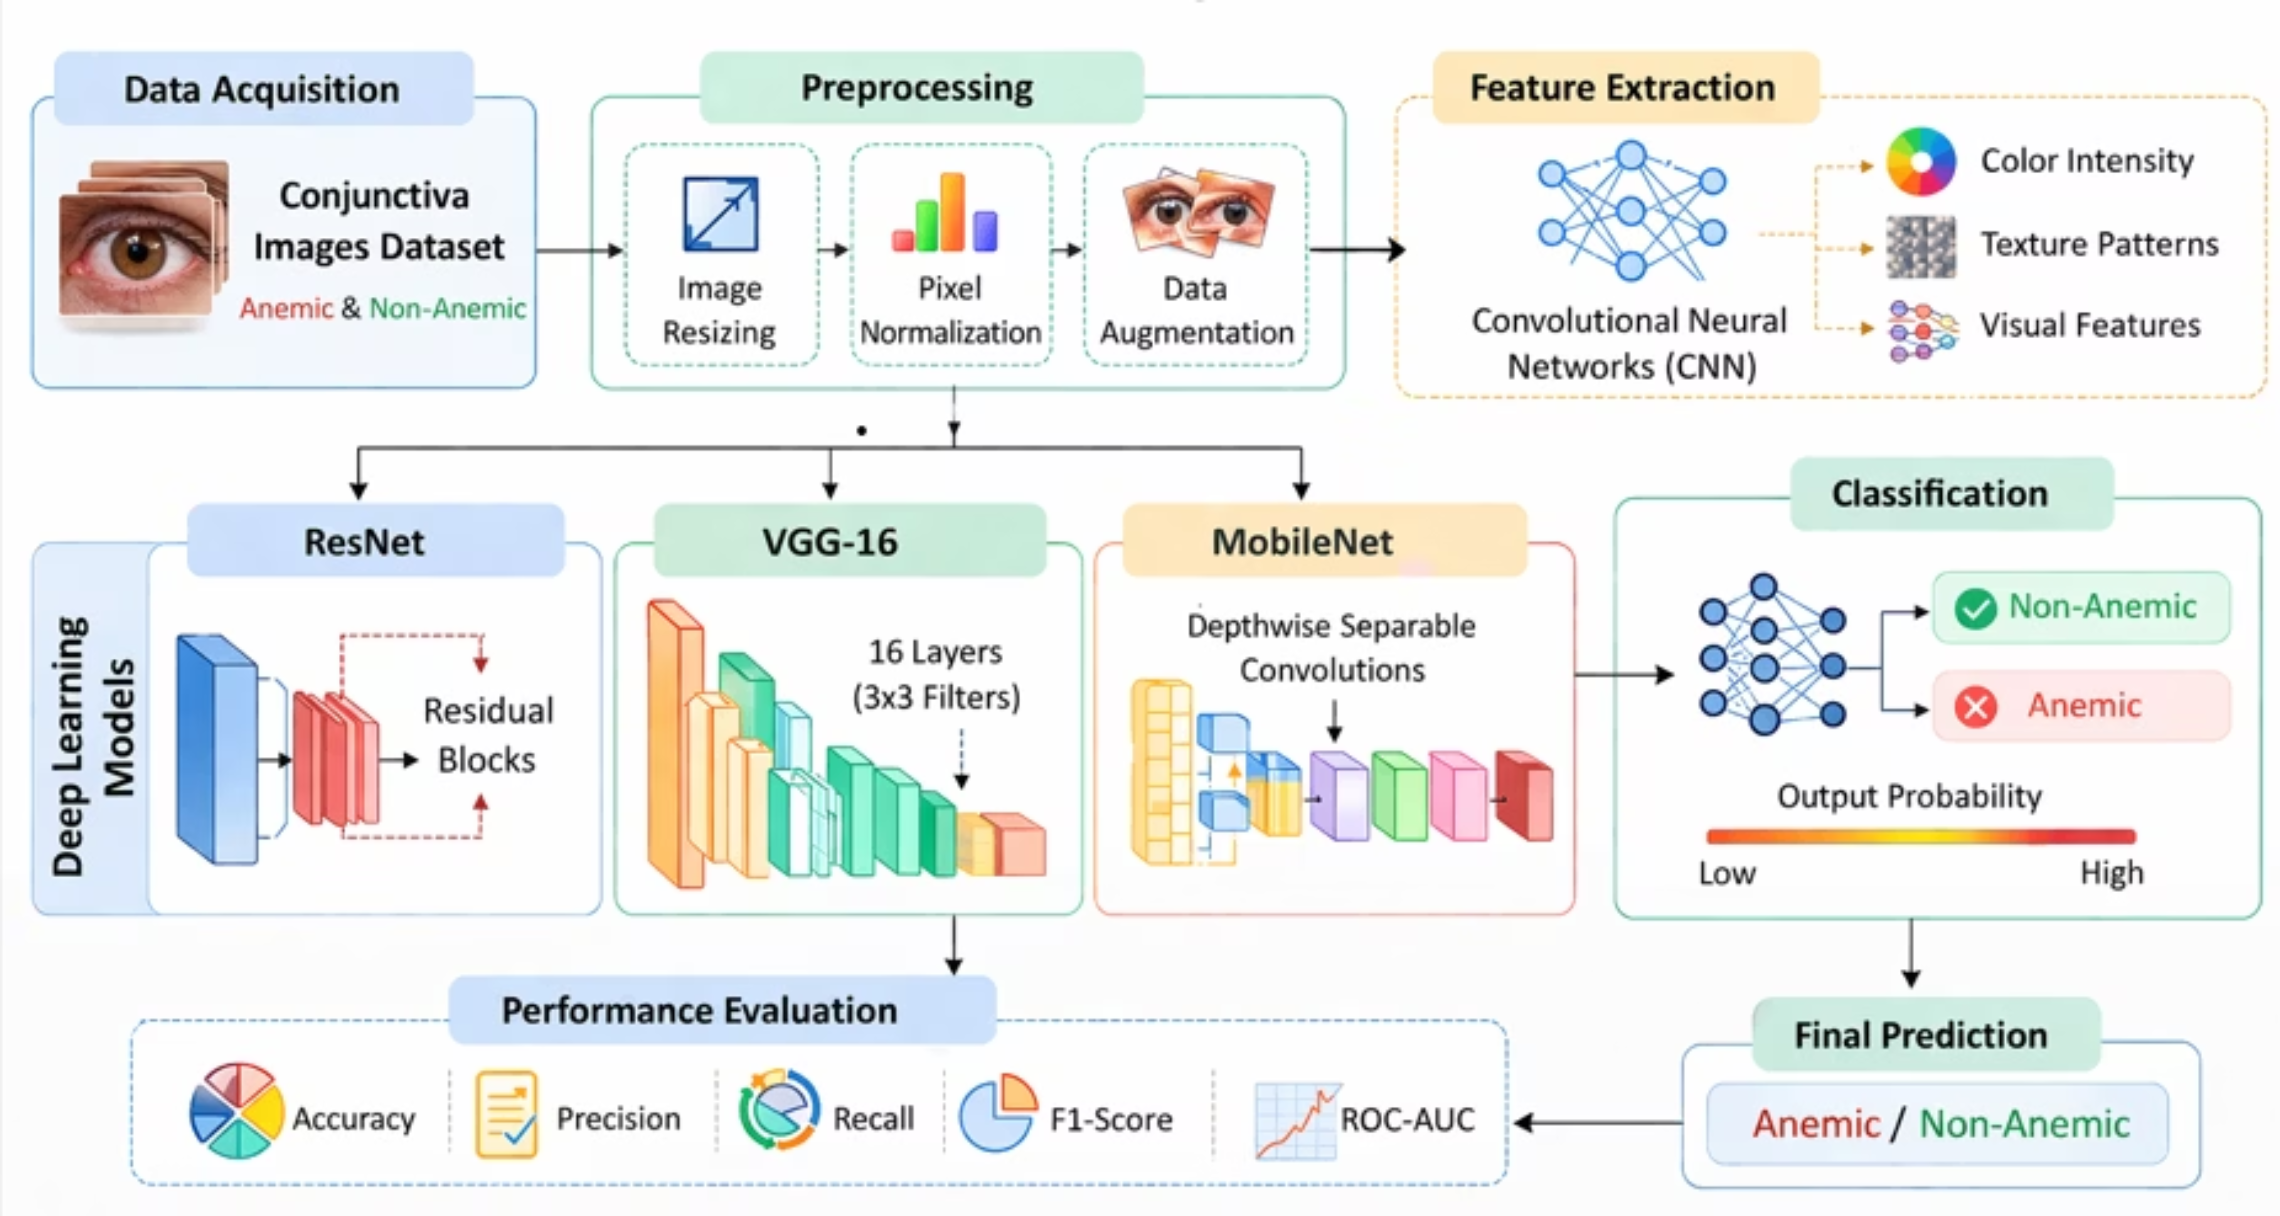 Data Acquisition
Conjunctiva
Images Dataset
Anemic & Non-Anemic
Preprocessing
Image
Resizing
Pixel
Normalization
Data
Augmentation
Feature Extraction
Convolutional Neural
Networks (CNN)
Color Intensity
Texture Patterns
Visual Features
Deep Learning
Models
ResNet
Residual
Blocks
VGG-16
16 Layers
(3x3 Filters)
MobileNet
Depthwise Separable
Convolutions
Classification
Non-Anemic
Anemic
Output Probability
Low
High
Performance Evaluation
Accuracy
Precision
Recall
F1-Score
ROC-AUC
Final Prediction
Anemic / Non-Anemic